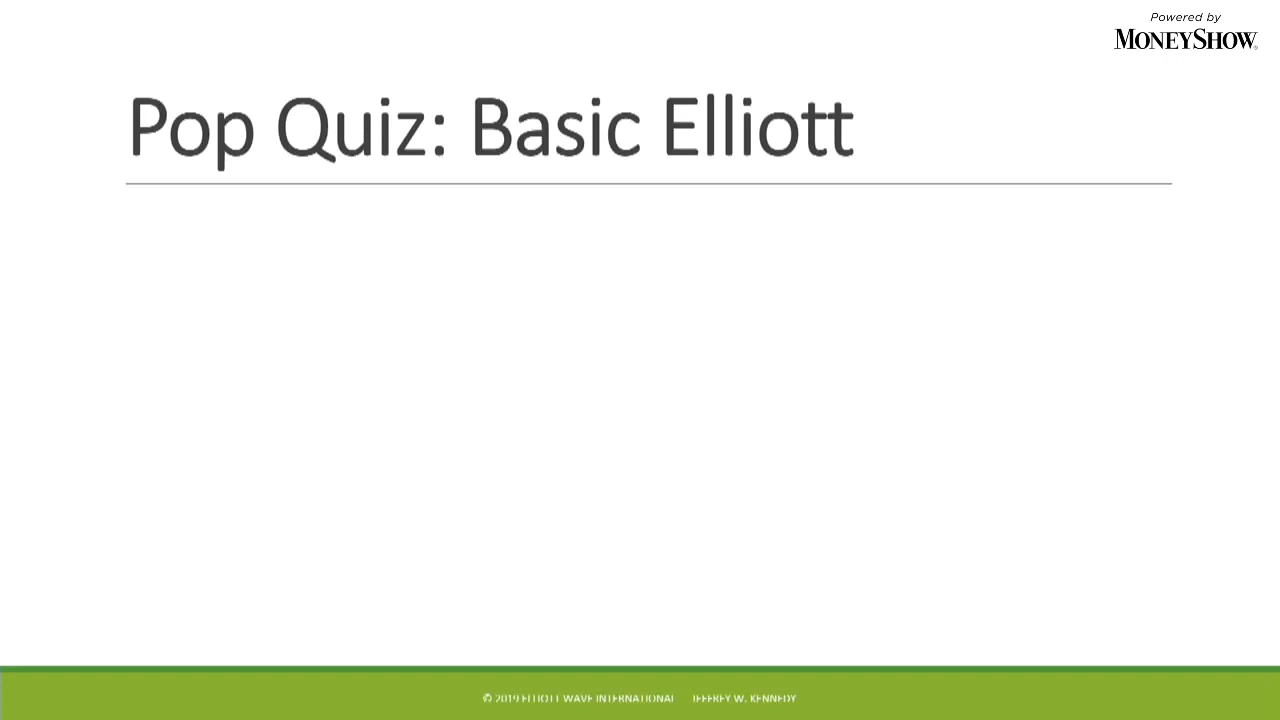 Powered by
MONEYSHOW
Pop Quiz: Basic Elliott
© 2019 ELLIOTT WAVE INTERNATIONAL JEFFREY W. KENNEDY